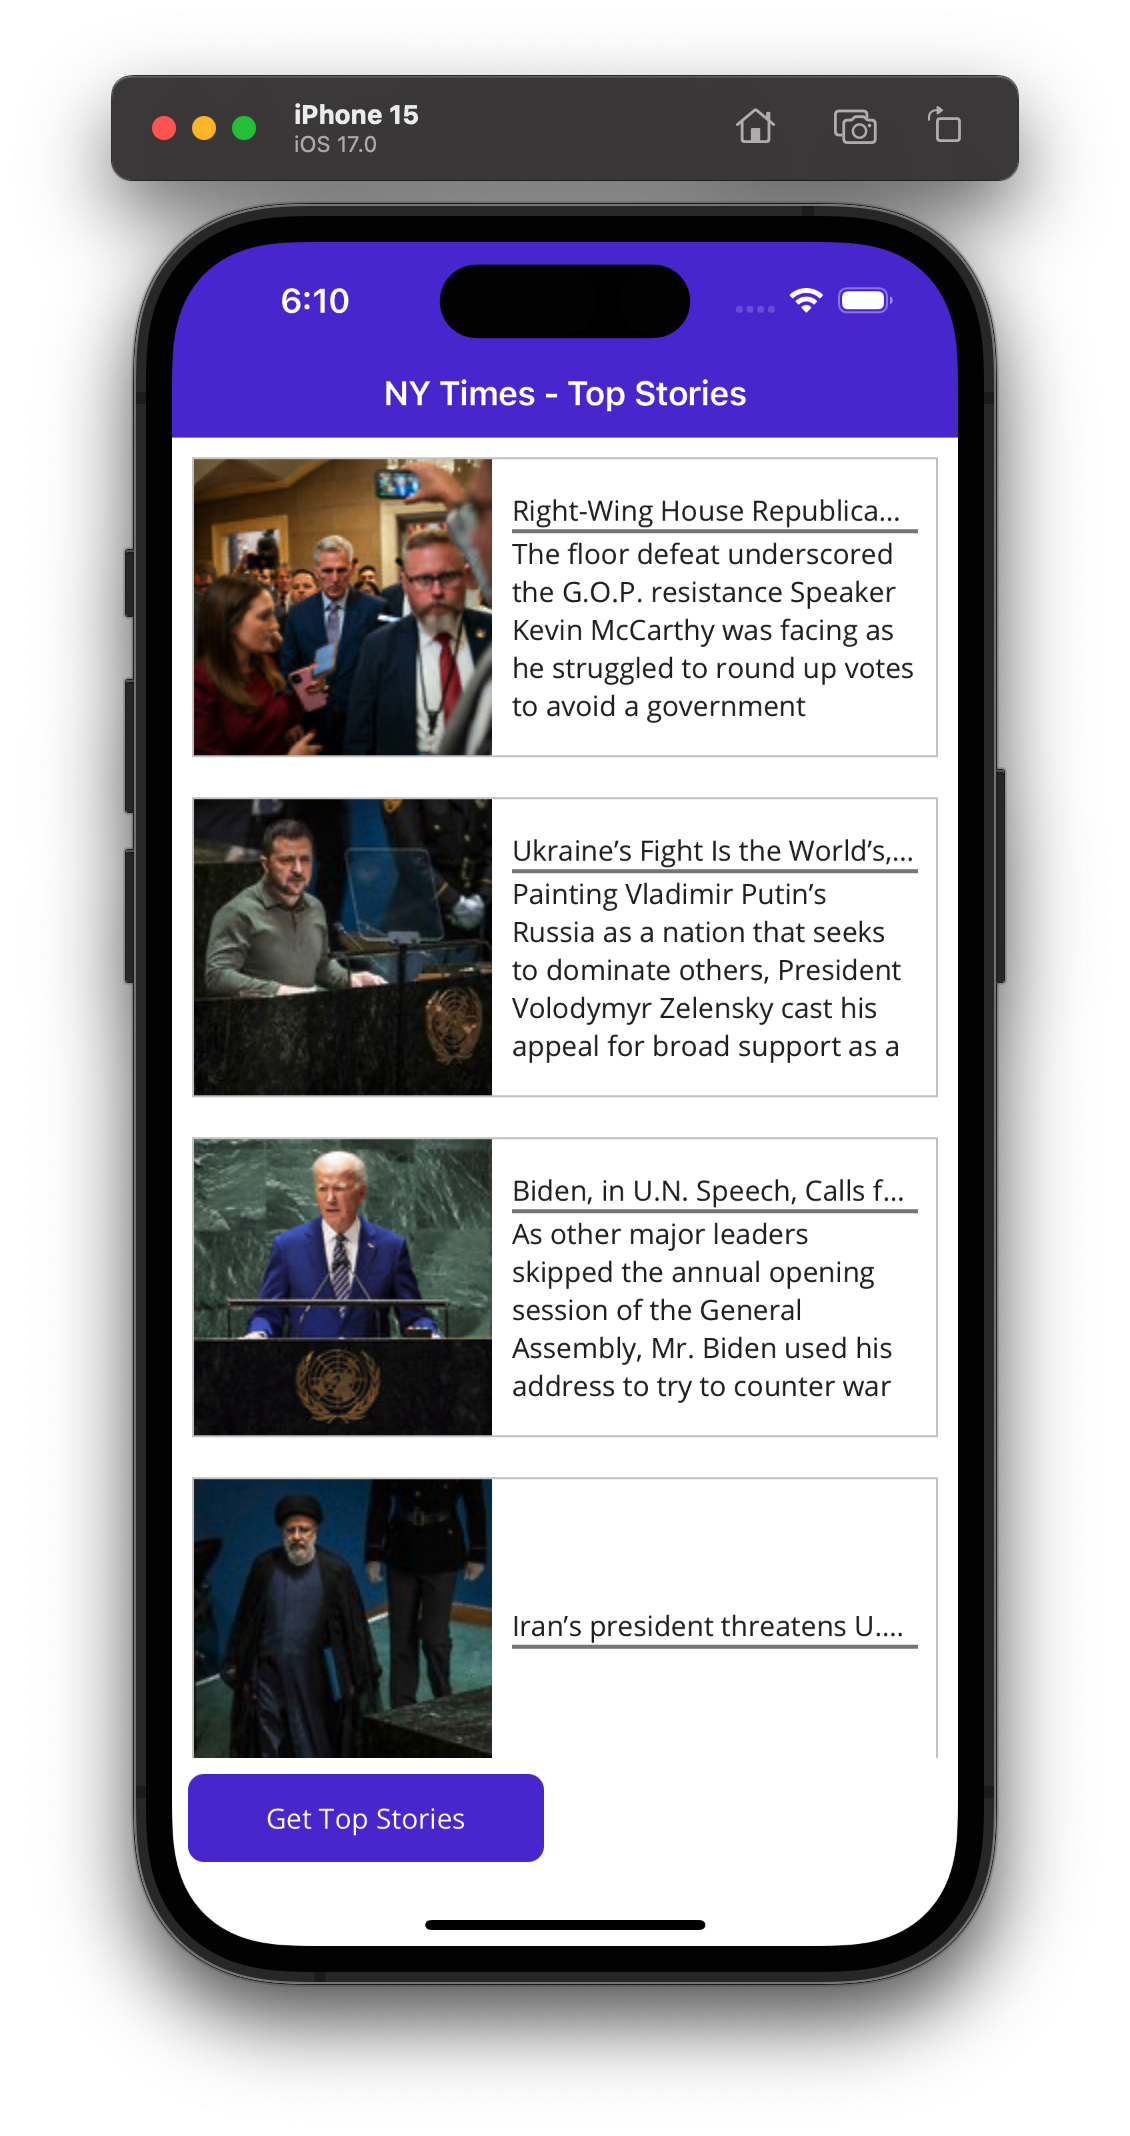 iPhone 15
iOS 17.0
6:10
NY Times - Top Stories
Right-Wing House Republica...
The floor defeat underscored
the G.O.P. resistance Speaker
Kevin McCarthy was facing as
he struggled to round up votes
to avoid a government
Ukraine’s Fight Is the World’s,...
Painting Vladimir Putin’s
Russia as a nation that seeks
to dominate others, President
Volodymyr Zelensky cast his
appeal for broad support as a
Biden, in U.N. Speech, Calls f...
As other major leaders
skipped the annual opening
session of the General
Assembly, Mr. Biden used his
address to try to counter war
Iran’s president threatens U....
Get Top Stories